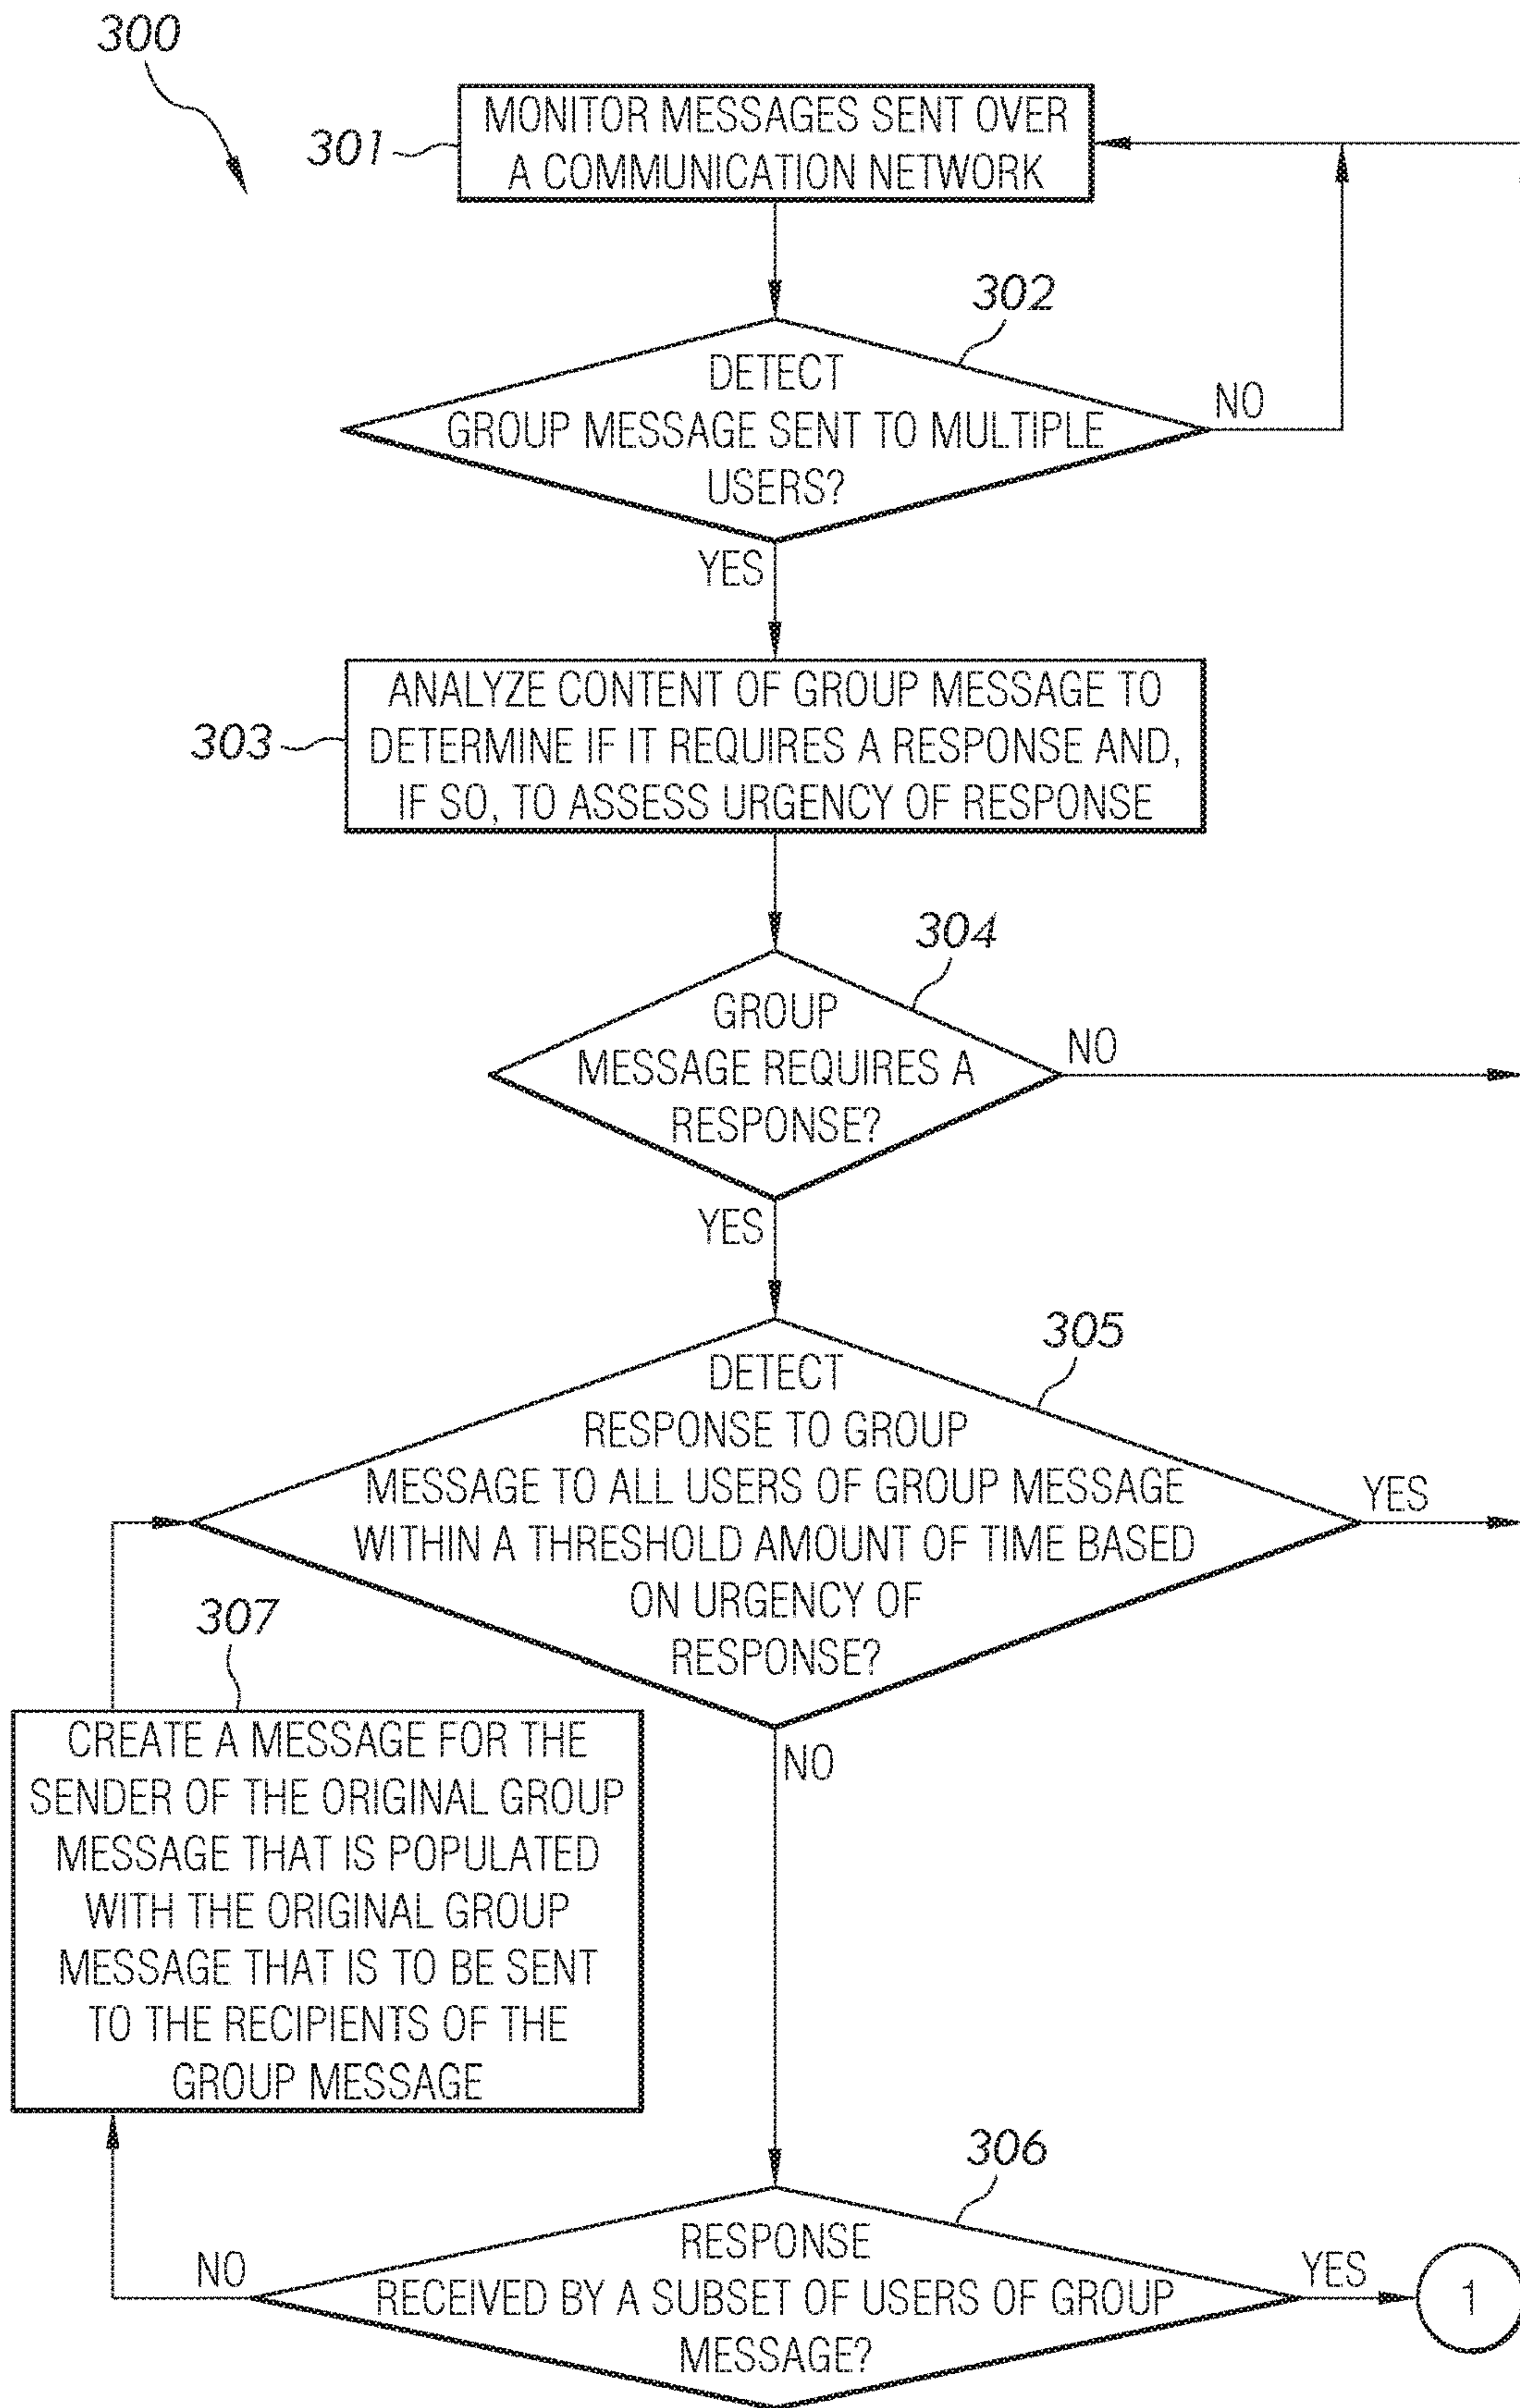 300
301
MONITOR MESSAGES SENT OVER
A COMMUNICATION NETWORK
302
DETECT
GROUP MESSAGE SENT TO MULTIPLE
USERS?
NO
YES
303
ANALYZE CONTENT OF GROUP MESSAGE TO
DETERMINE IF IT REQUIRES A RESPONSE AND,
IF SO, TO ASSESS URGENCY OF RESPONSE
304
GROUP
MESSAGE REQUIRES A
RESPONSE?
NO
YES
305
DETECT
RESPONSE TO GROUP
MESSAGE TO ALL USERS OF GROUP MESSAGE
WITHIN A THRESHOLD AMOUNT OF TIME BASED
ON URGENCY OF
RESPONSE?
YES
NO
307
CREATE A MESSAGE FOR THE
SENDER OF THE ORIGINAL GROUP
MESSAGE THAT IS POPULATED
WITH THE ORIGINAL GROUP
MESSAGE THAT IS TO BE SENT
TO THE RECIPIENTS OF THE
GROUP MESSAGE
306
RESPONSE
RECEIVED BY A SUBSET OF USERS OF GROUP
MESSAGE?
NO
YES
1